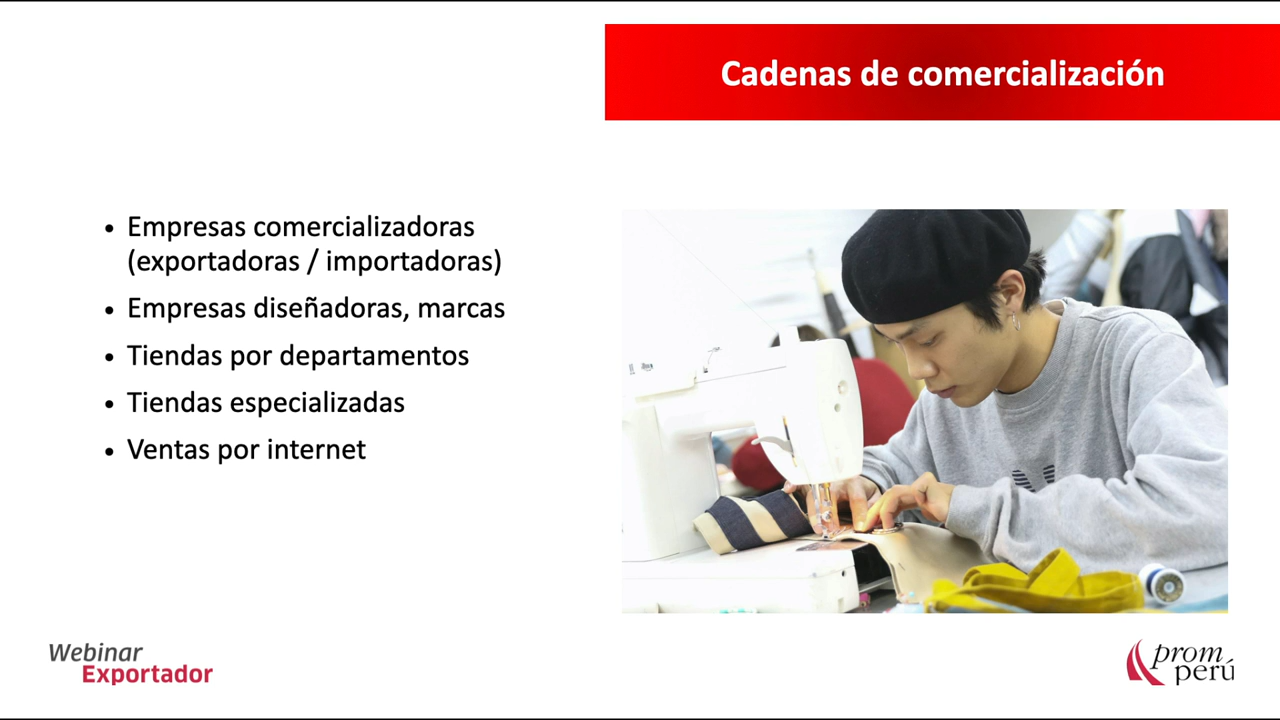 Cadenas de comercialización
• Empresas comercializadoras
(exportadoras / importadoras)
• Empresas diseñadoras, marcas
• Tiendas por departamentos
• Tiendas especializadas
• Ventas por internet
Webinar
Exportador
prom
perú